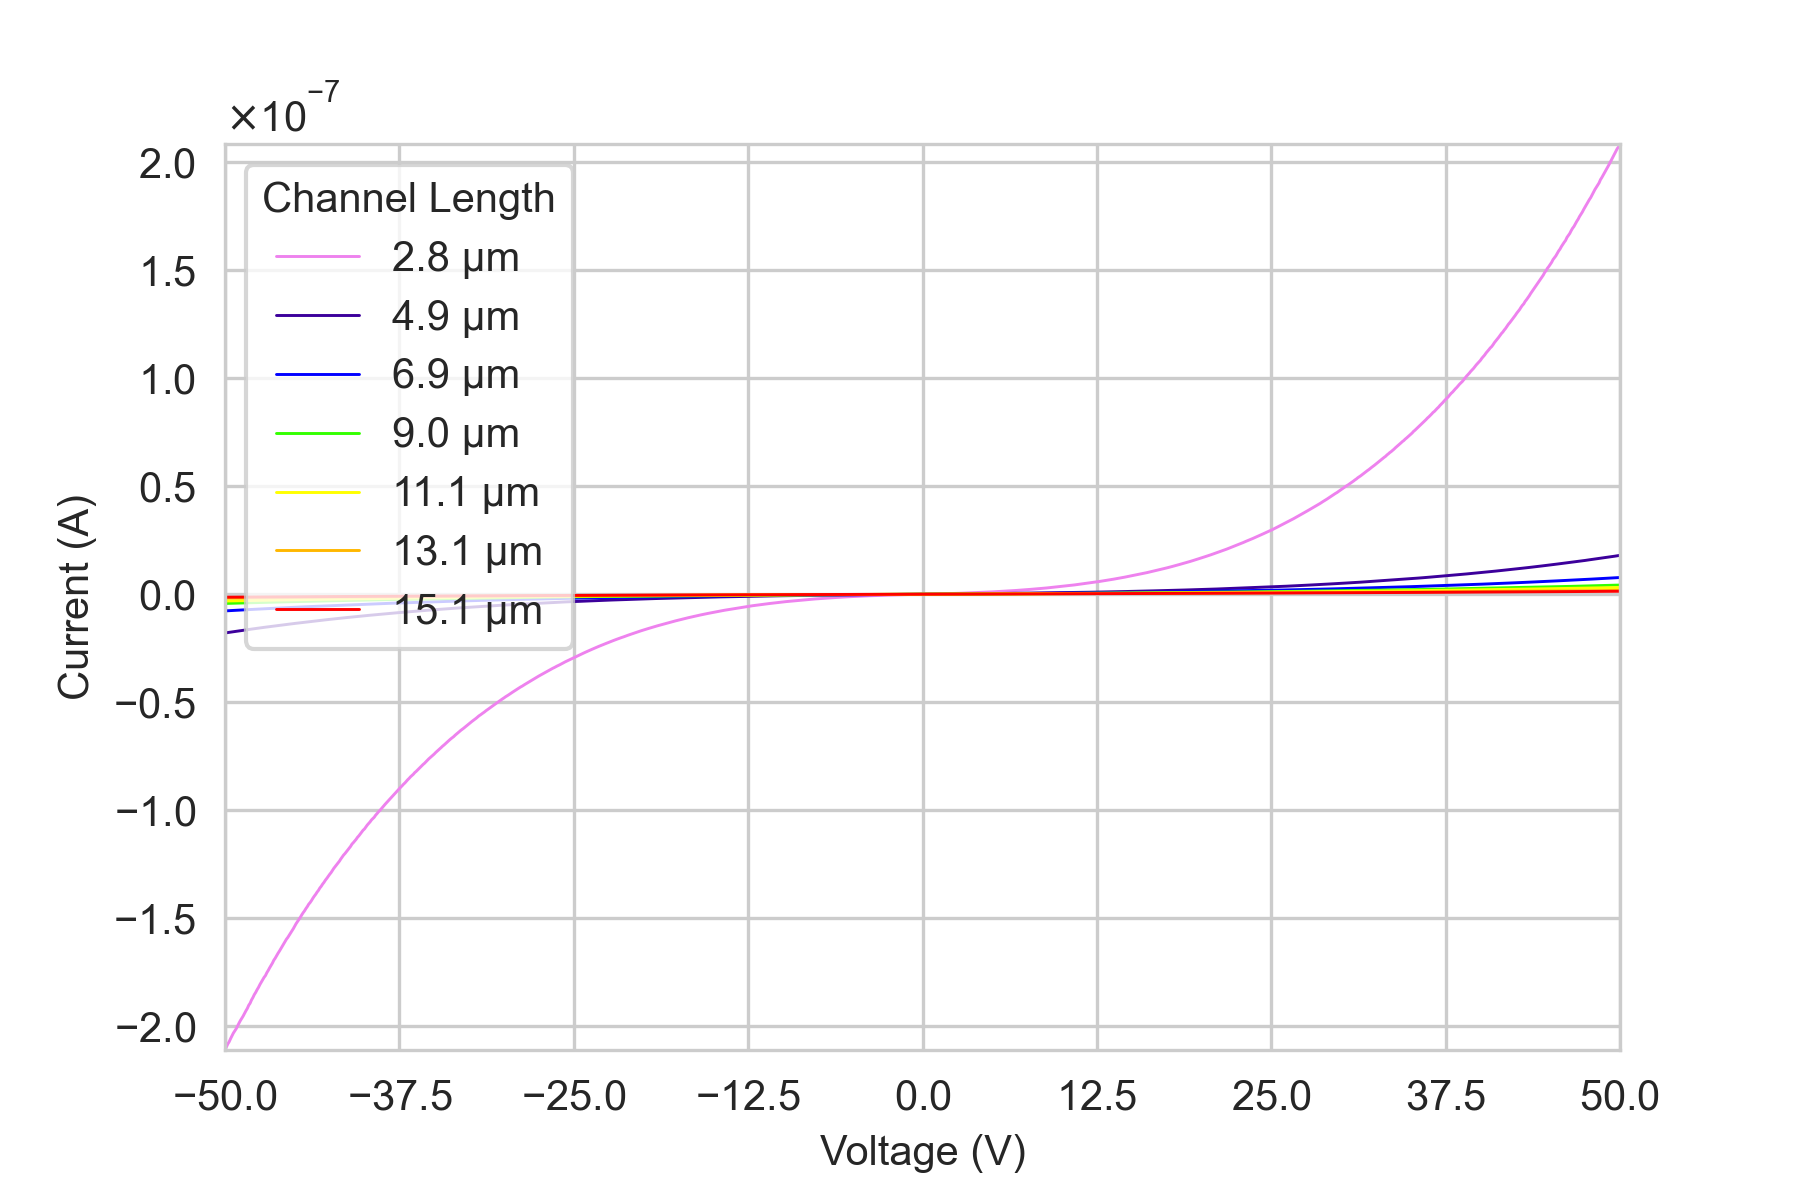 ×10⁻⁷
2.0
1.5
1.0
0.5
0.0
−0.5
−1.0
−1.5
−2.0
Current (A)
Channel Length
2.8 µm
4.9 µm
6.9 µm
9.0 µm
11.1 µm
13.1 µm
15.1 µm
−50.0 −37.5 −25.0 −12.5 0.0 12.5 25.0 37.5 50.0
Voltage (V)